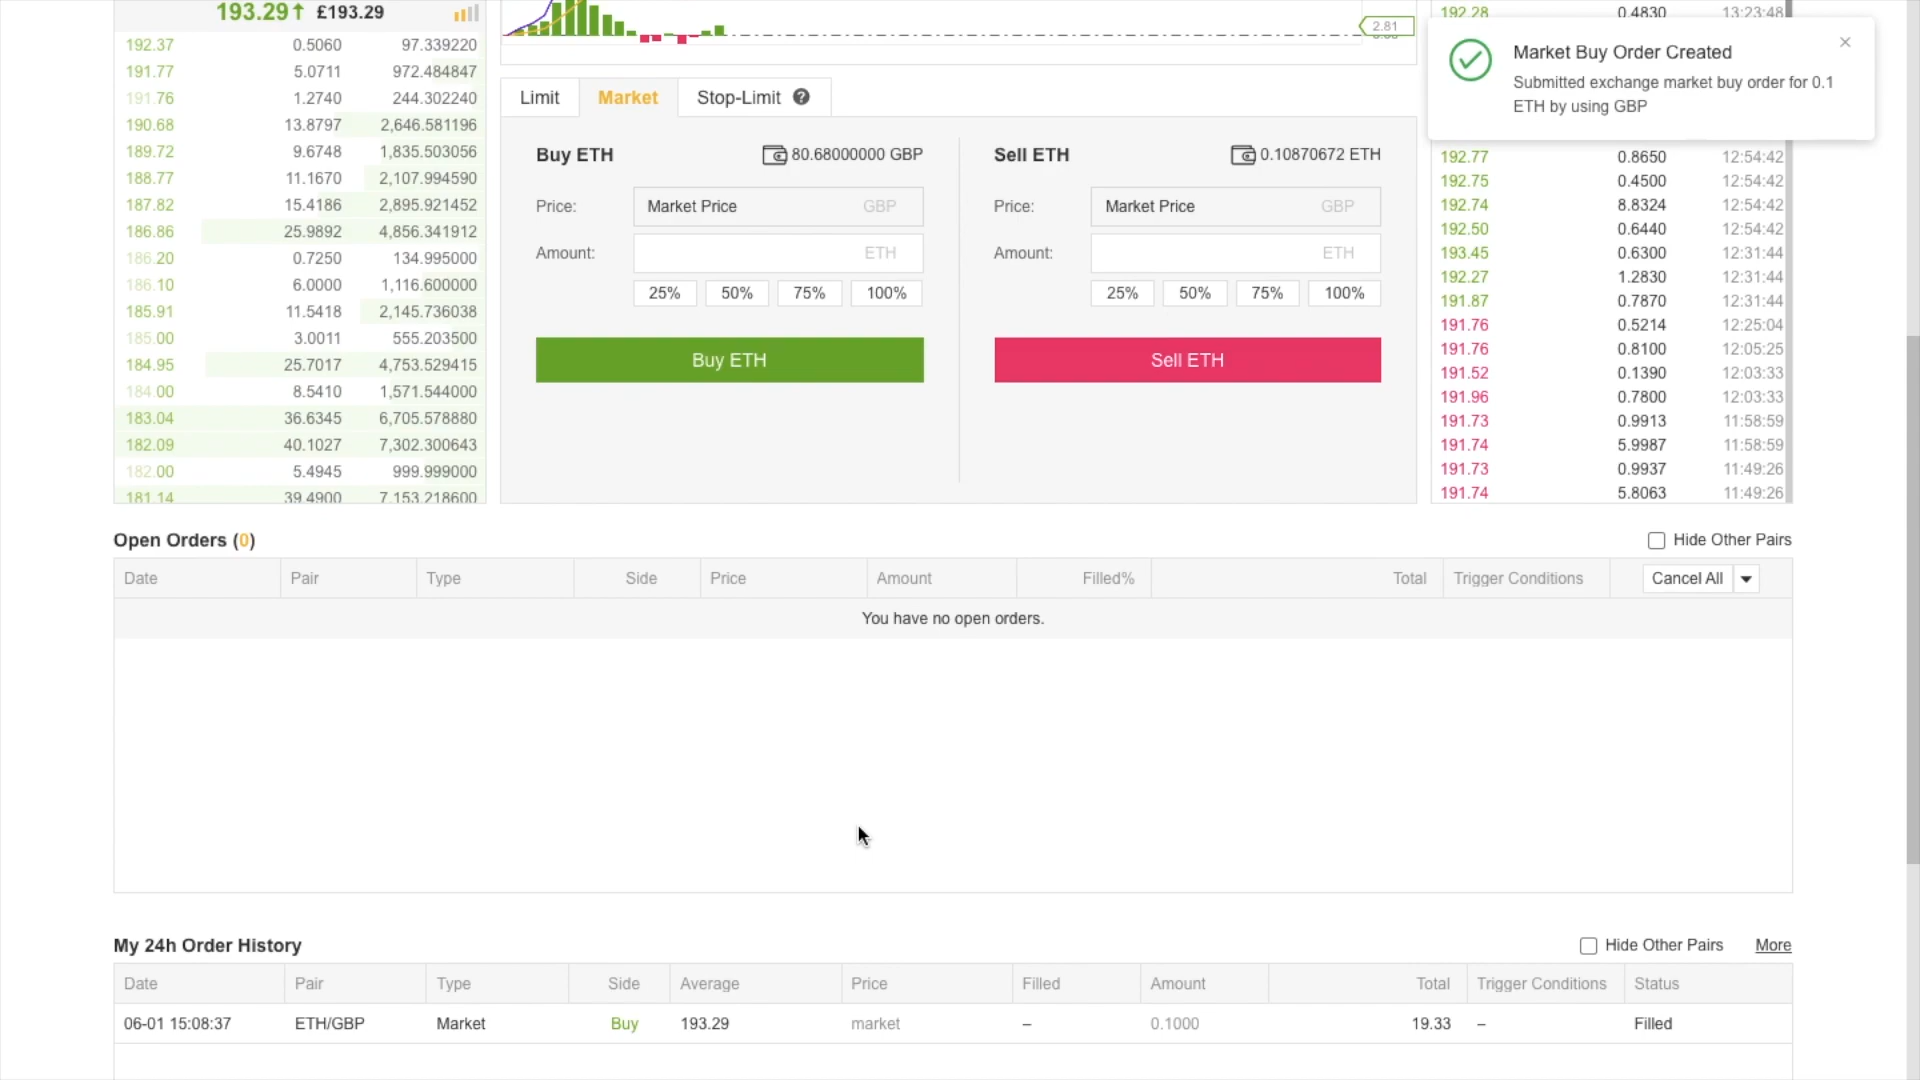 193.29↑ £193.29
192.37 0.5060 97.339220
191.77 5.0711 972.484847
191.76 1.2740 244.302240
190.68 13.8797 2,646.581196
189.72 9.6748 1,835.503056
188.77 11.1670 2,107.994590
187.82 15.4186 2,895.921452
186.86 25.9892 4,856.341912
186.20 0.7250 134.995000
186.10 6.0000 1,116.600000
185.91 11.5418 2,145.736038
185.00 3.0011 555.203500
184.95 25.7017 4,753.529415
184.00 8.5410 1,571.544000
183.04 36.6345 6,705.578880
182.09 40.1027 7,302.300643
182.00 5.4945 999.999000
181.14 39.4900 7,153.218600
2.81
Limit Market Stop-Limit ?
Buy ETH 80.68000000 GBP
Price: Market Price GBP
Amount: ETH
25% 50% 75% 100%
Buy ETH
Sell ETH 0.10870672 ETH
Price: Market Price GBP
Amount: ETH
25% 50% 75% 100%
Sell ETH
192.28 0.4830 13:23:48
Market Buy Order Created
Submitted exchange market buy order for 0.1
ETH by using GBP
192.77 0.8650 12:54:42
192.75 0.4500 12:54:42
192.74 8.8324 12:54:42
192.50 0.6440 12:54:42
193.45 0.6300 12:31:44
192.27 1.2830 12:31:44
191.87 0.7870 12:31:44
191.76 0.5214 12:25:04
191.76 0.8100 12:05:25
191.52 0.1390 12:03:33
191.96 0.7800 12:03:33
191.73 0.9913 11:58:59
191.74 5.9987 11:58:59
191.73 0.9937 11:49:26
191.74 5.8063 11:49:26
Open Orders (0) Hide Other Pairs
Date Pair Type Side Price Amount Filled% Total Trigger Conditions Cancel All
You have no open orders.
My 24h Order History Hide Other Pairs More
Date Pair Type Side Average Price Filled Amount Total Trigger Conditions Status
06-01 15:08:37 ETH/GBP Market Buy 193.29 market – 0.1000 19.33 – Filled